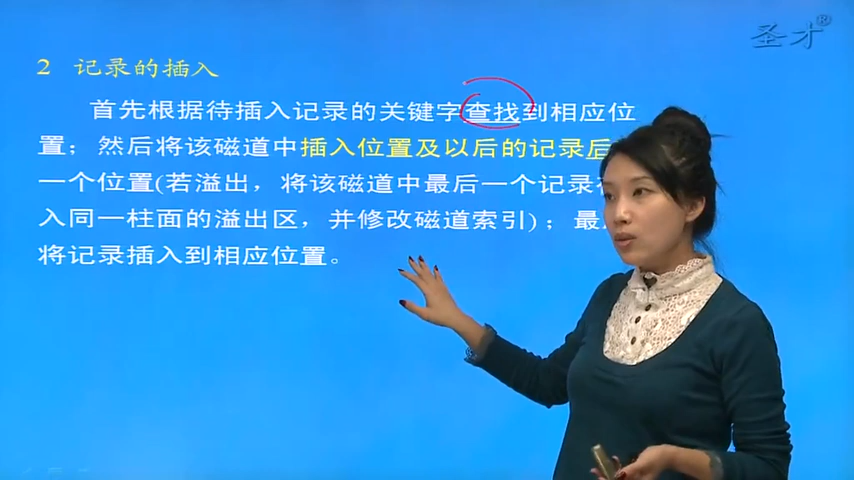 圣才®
2 记录的插入
首先根据待插入记录的关键字查找到相应位
置；然后将该磁道中插入位置及以后的记录后
一个位置(若溢出，将该磁道中最后一个记录
入同一柱面的溢出区，并修改磁道索引)；最
将记录插入到相应位置。